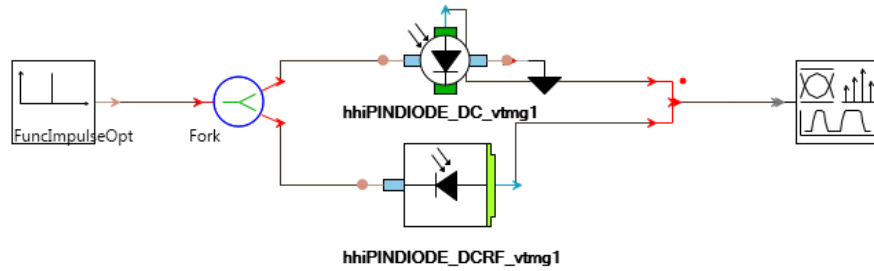 hhiPINDIODE_DC_vtmg1
FuncImpulseOpt
Fork
hhiPINDIODE_DCRF_vtmg1